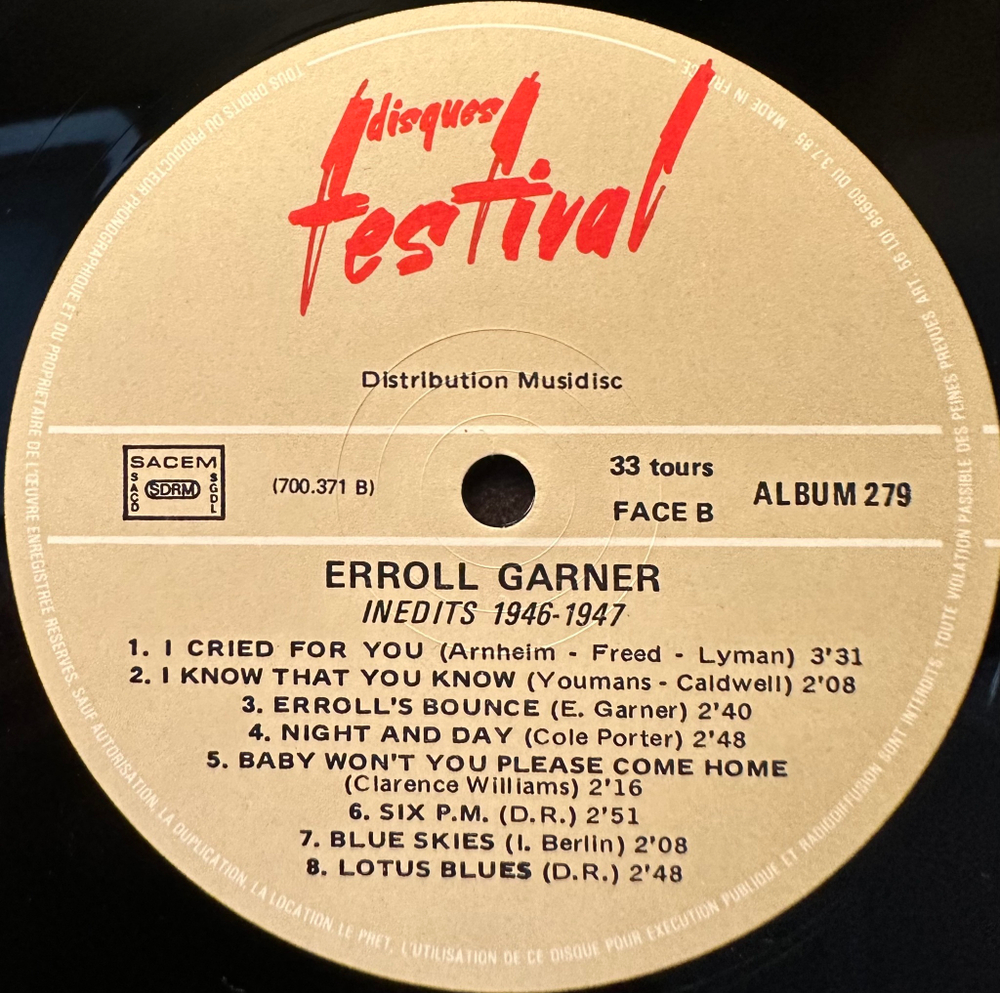 disques
festival
Distribution Musidisc
SACEM
SACD
SDRM
SGDL
(700.371 B)
33 tours
FACE B
ALBUM 279
ERROLL GARNER
INEDITS 1946-1947
1. I CRIED FOR YOU (Arnheim - Freed - Lyman) 3'31
2. I KNOW THAT YOU KNOW (Youmans - Caldwell) 2'08
3. ERROLL'S BOUNCE (E. Garner) 2'40
4. NIGHT AND DAY (Cole Porter) 2'48
5. BABY WON'T YOU PLEASE COME HOME
(Clarence Williams) 2'16
6. SIX P.M. (D.R.) 2'51
7. BLUE SKIES (I. Berlin) 2'08
8. LOTUS BLUES (D.R.) 2'48
TOUS DROITS DU PRODUCTEUR PHONOGRAPHIQUE ET DU PROPRIETAIRE DE L'ŒUVRE ENREGISTREE RESERVES. SAUF AUTORISATION LA DUPLICATION, LA LOCATION, LE PRET, L'UTILISATION DE CE DISQUE POUR EXECUTION PUBLIQUE ET RADIODIFFUSION SONT INTERDITS. TOUTE VIOLATION PASSIBLE DES PEINES PREVUES ART. 56 LOI 85660 DU 3.7.85 - MADE IN FRANCE